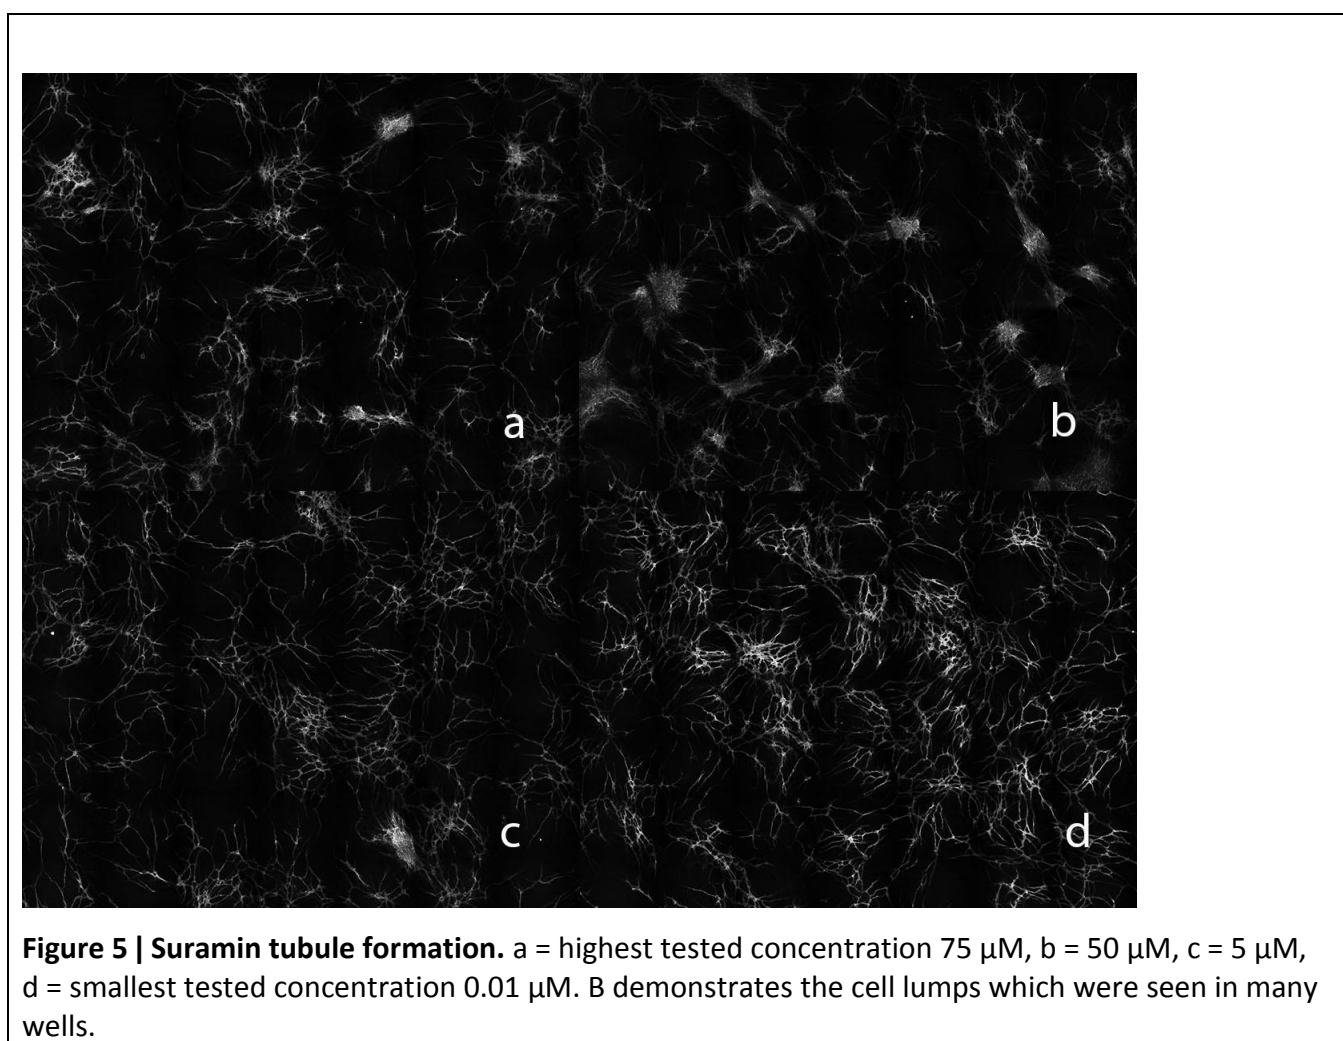 a
b
c
d
Figure 5 | Suramin tubule formation. a = highest tested concentration 75 µM, b = 50 µM, c = 5 µM,
d = smallest tested concentration 0.01 µM. B demonstrates the cell lumps which were seen in many
wells.